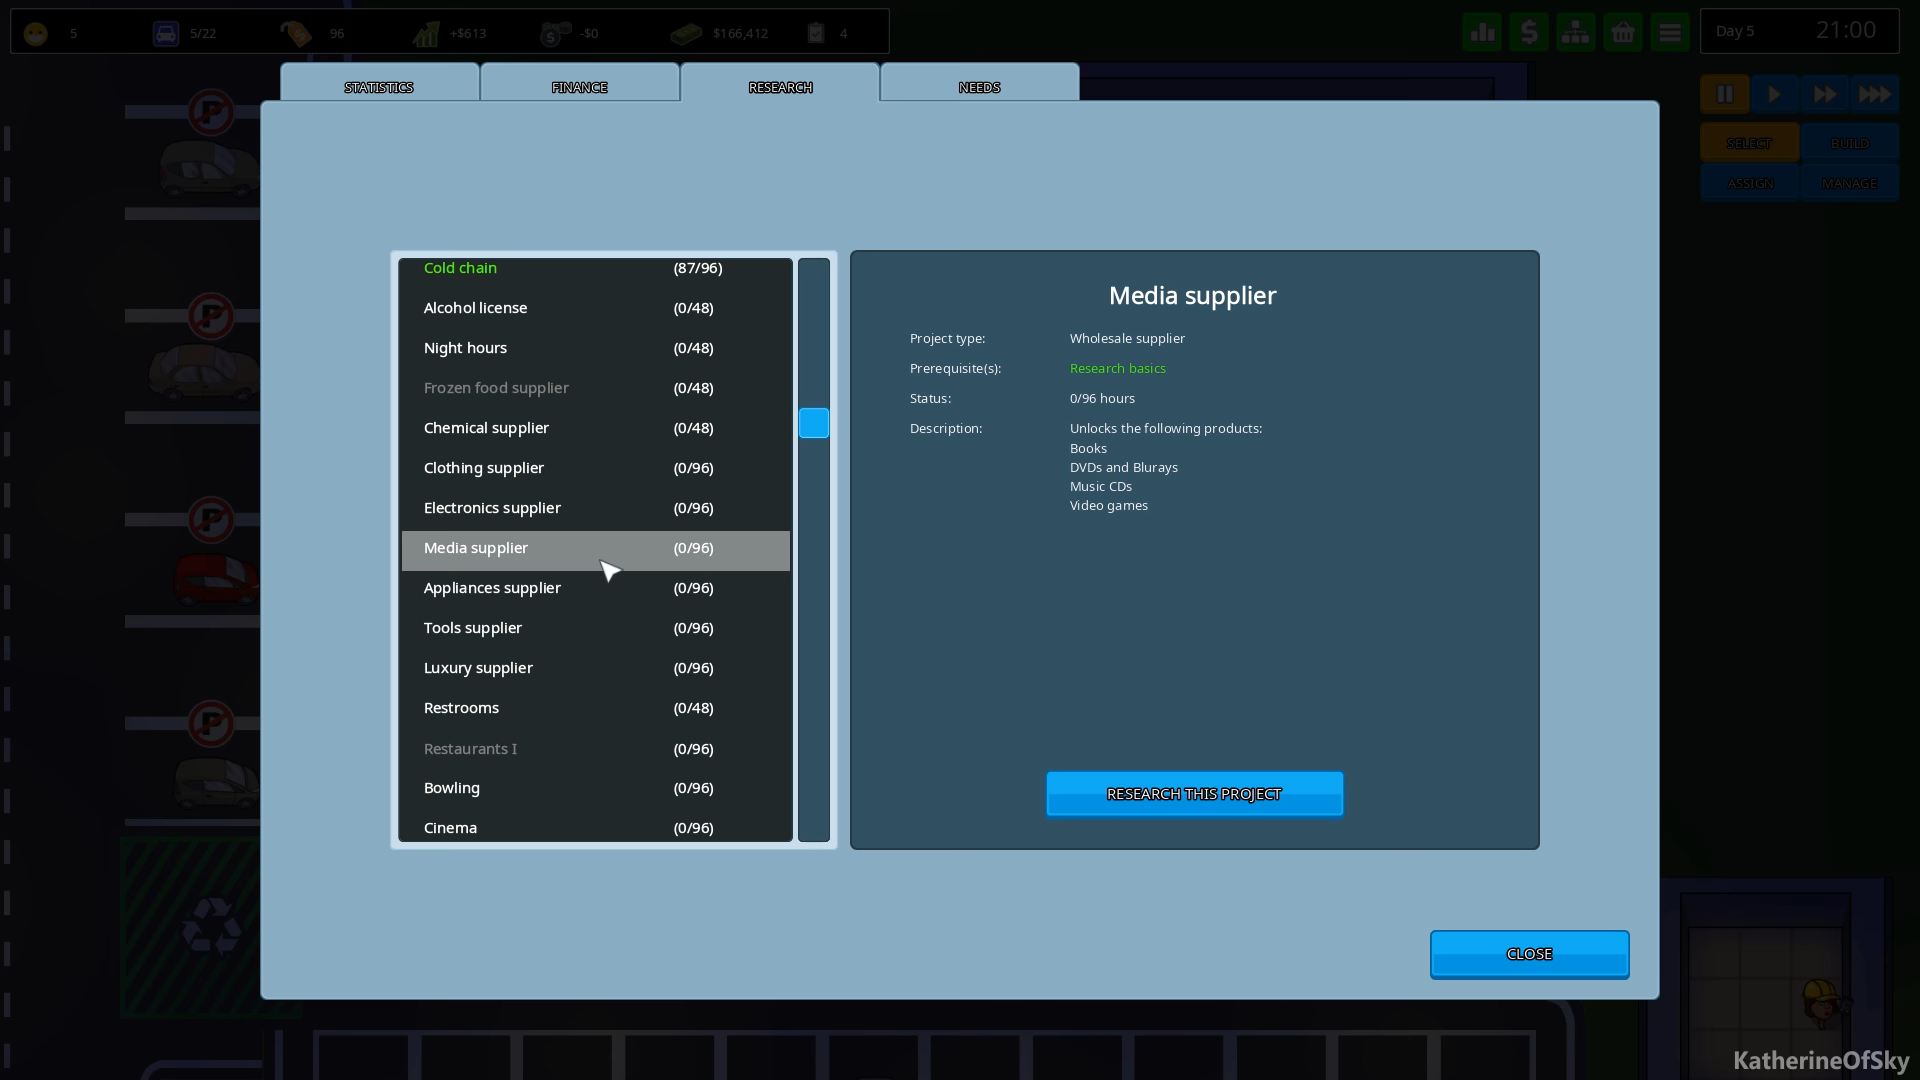 5 5/22 96 +$613 -$0 $166,412 4
Day 5 21:00
STATISTICS FINANCE RESEARCH NEEDS
SELECT BUILD
ASSIGN MANAGE
Cold chain (87/96)
Alcohol license (0/48)
Night hours (0/48)
Frozen food supplier (0/48)
Chemical supplier (0/48)
Clothing supplier (0/96)
Electronics supplier (0/96)
Media supplier (0/96)
Appliances supplier (0/96)
Tools supplier (0/96)
Luxury supplier (0/96)
Restrooms (0/48)
Restaurants I (0/96)
Bowling (0/96)
Cinema (0/96)
Media supplier
Project type: Wholesale supplier
Prerequisite(s): Research basics
Status: 0/96 hours
Description: Unlocks the following products:
Books
DVDs and Blurays
Music CDs
Video games
RESEARCH THIS PROJECT
CLOSE
KatherineOfSky